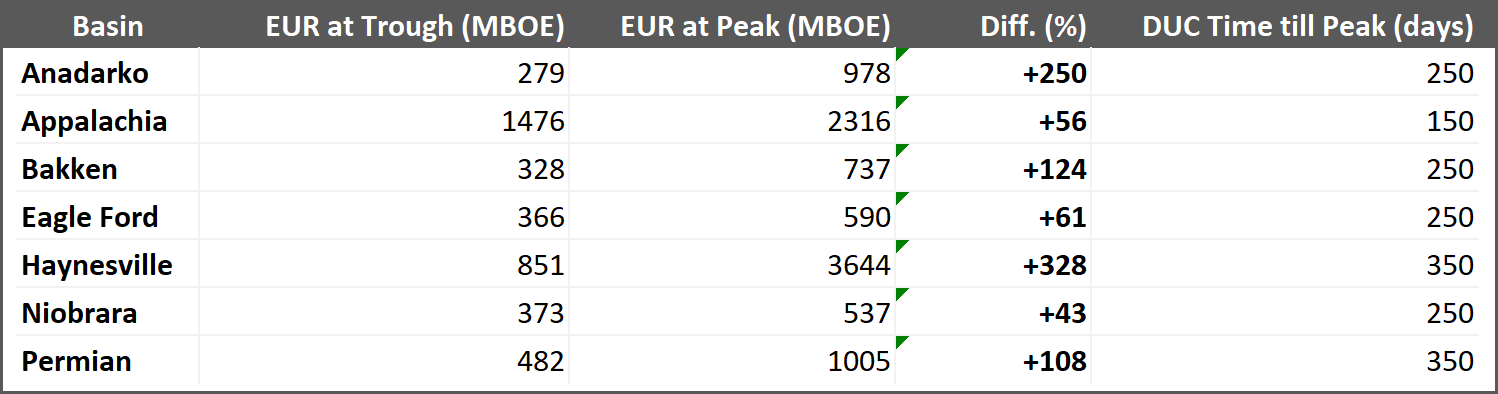 Basin EUR at Trough (MBOE) EUR at Peak (MBOE) Diff. (%) DUC Time till Peak (days)
Anadarko 279 978 +250 250
Appalachia 1476 2316 +56 150
Bakken 328 737 +124 250
Eagle Ford 366 590 +61 250
Haynesville 851 3644 +328 350
Niobrara 373 537 +43 250
Permian 482 1005 +108 350